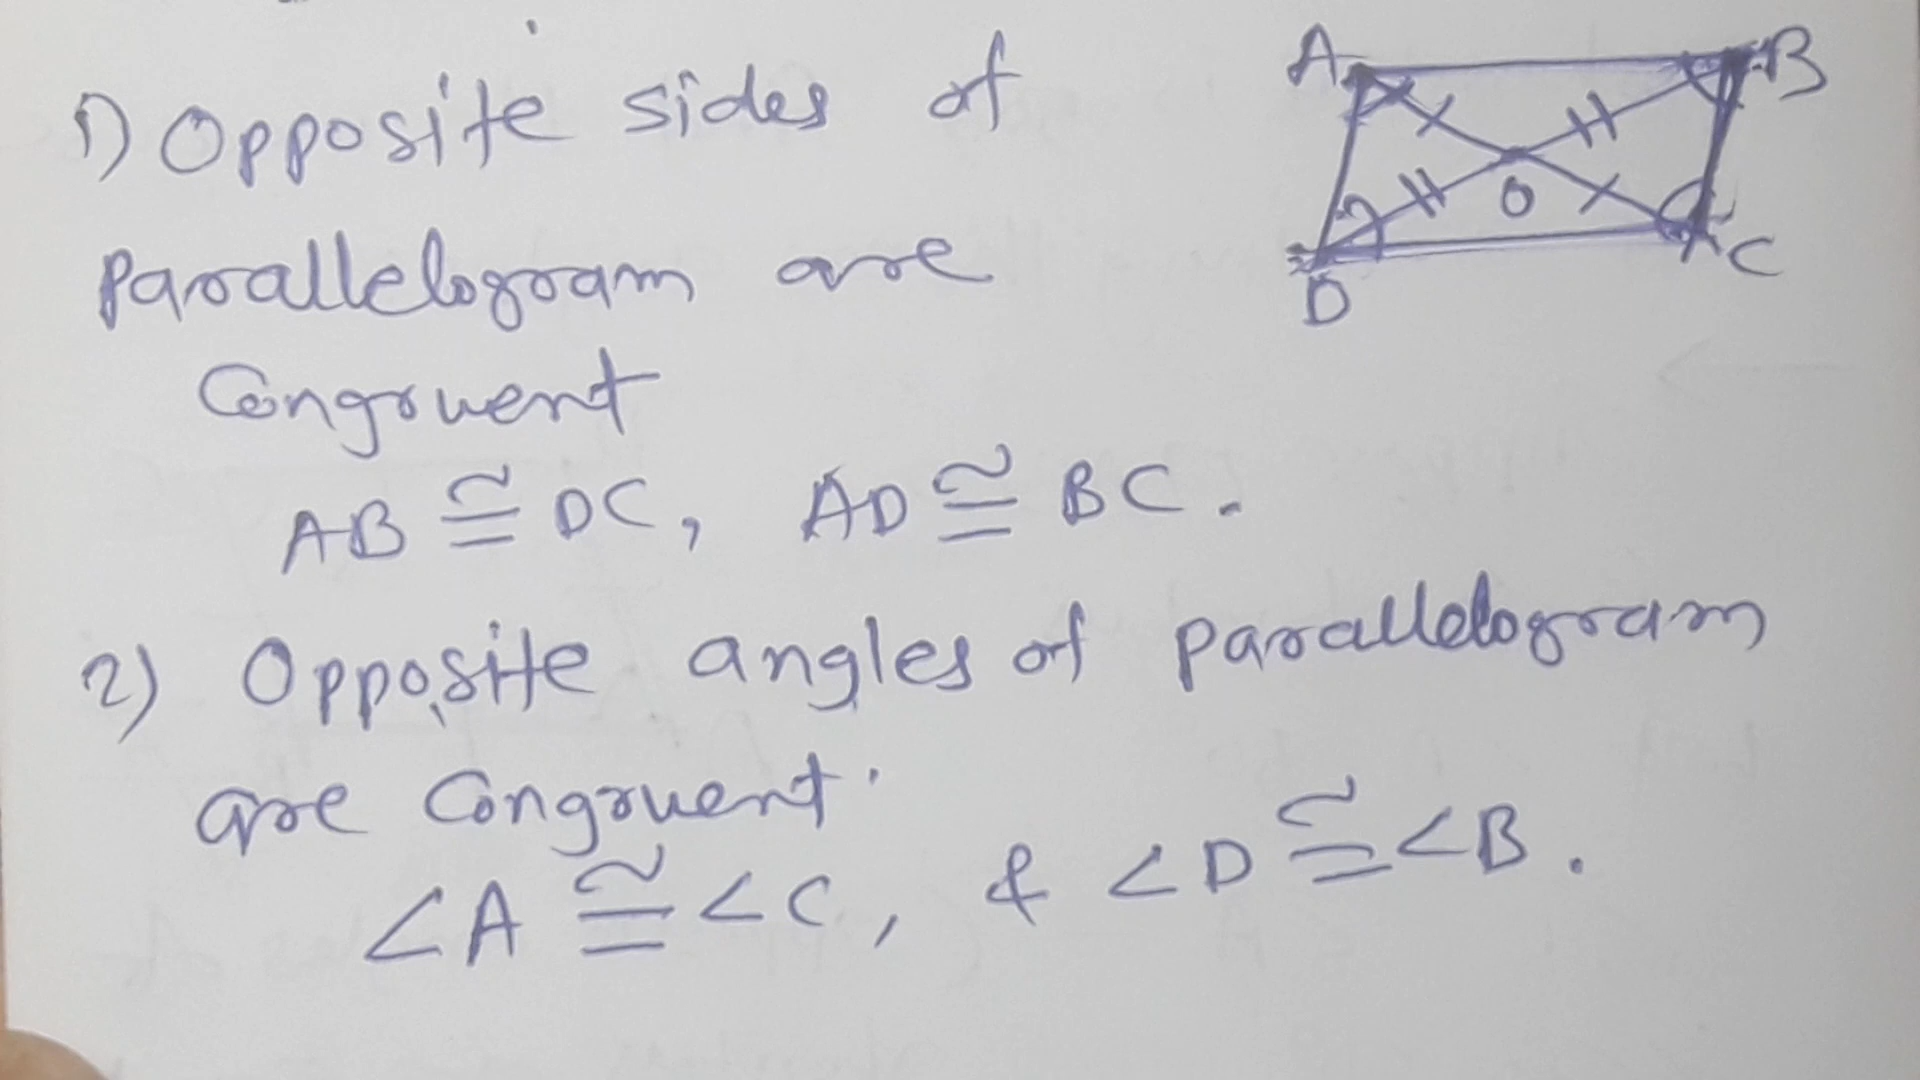 1) Opposite sides of
Parallelogram are
Congruent
AB ≅ DC, AD ≅ BC.
2) Opposite angles of parallelogram
are Congruent.
∠A ≅ ∠C, & ∠D ≅ ∠B.
A B
O
D C